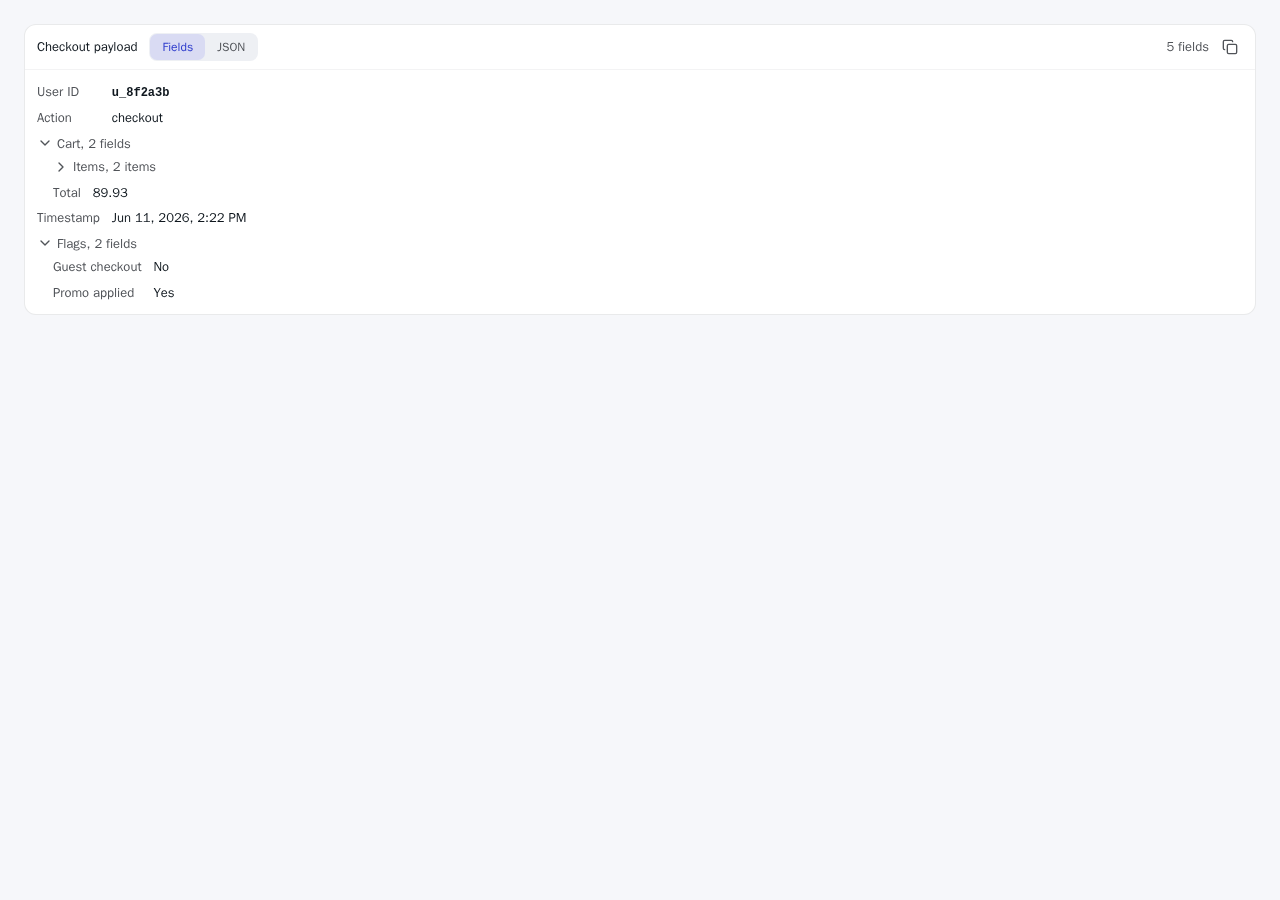 Checkout payload Fields JSON 5 fields
User ID u_8f2a3b
Action checkout
Cart, 2 fields
Items, 2 items
Total 89.93
Timestamp Jun 11, 2026, 2:22 PM
Flags, 2 fields
Guest checkout No
Promo applied Yes